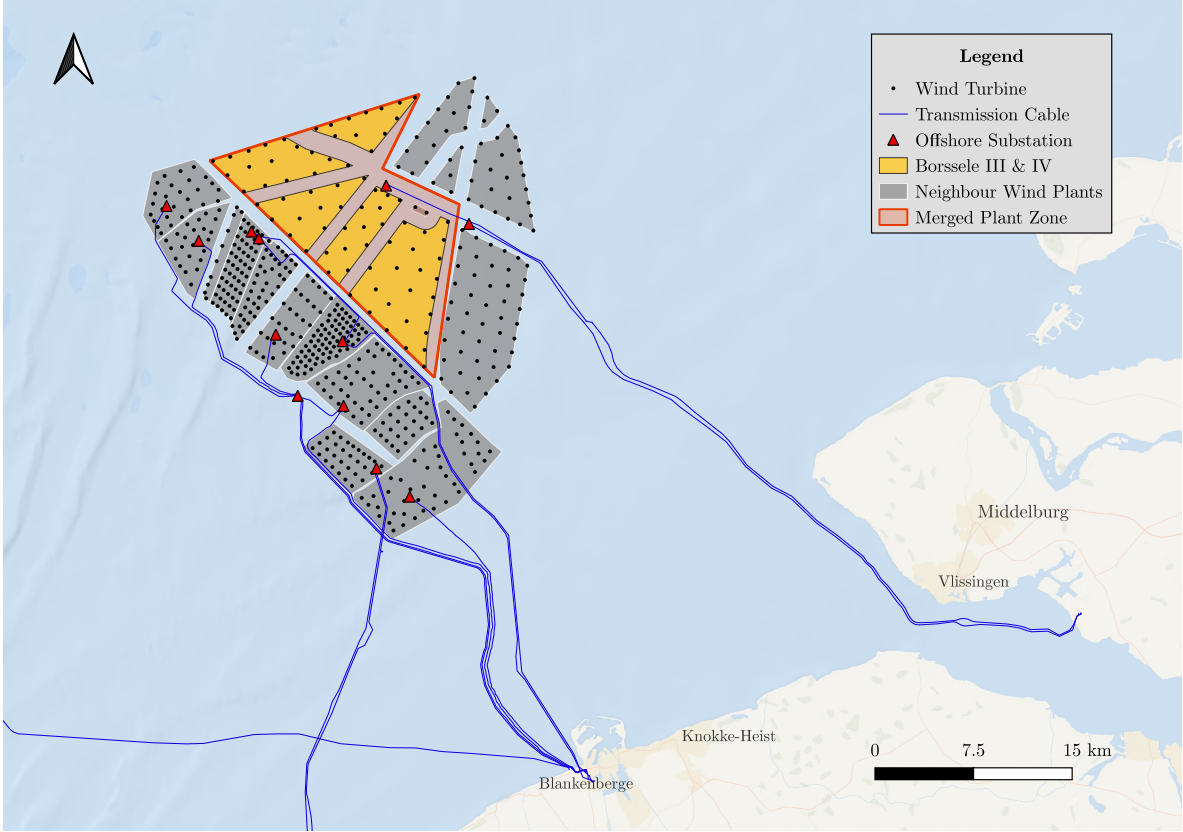 Legend
Wind Turbine
Transmission Cable
Offshore Substation
Borssele III & IV
Neighbour Wind Plants
Merged Plant Zone
Middelburg
Vlissingen
Knokke-Heist
Blankenberge
0 7.5 15 km